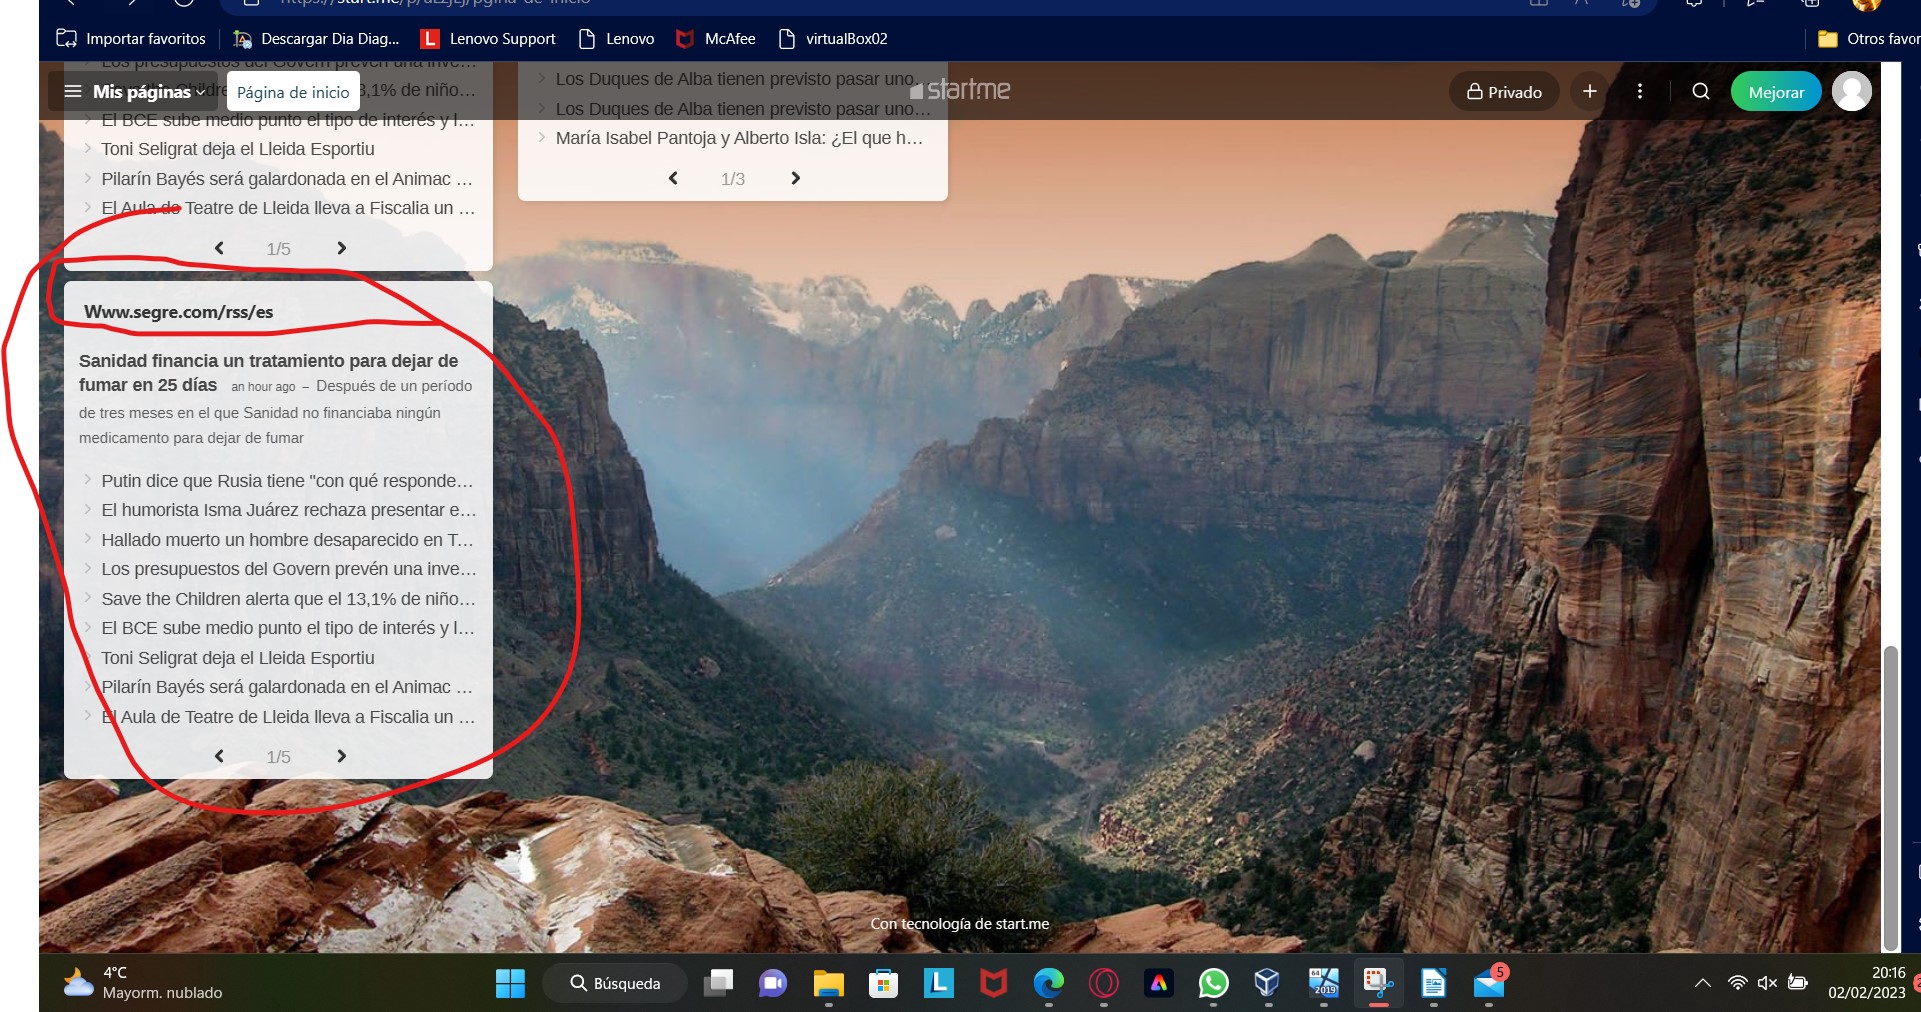 https://start.me/p/
Importar favoritos
Descargar Dia Diag...
Lenovo Support
Lenovo
McAfee
virtualBox02
Otros favor
Mis páginas
Página de inicio
start.me
Privado
Mejorar
Los presupuestos del Govern prevén una inve...
3,1% de niño...
El BCE sube medio punto el tipo de interés y l...
Toni Seligrat deja el Lleida Esportiu
Pilarín Bayés será galardonada en el Animac ...
El Aula de Teatre de Lleida lleva a Fiscalia un ...
1/5
Los Duques de Alba tienen previsto pasar uno...
Los Duques de Alba tienen previsto pasar uno...
María Isabel Pantoja y Alberto Isla: ¿El que h...
1/3
Www.segre.com/rss/es
Sanidad financia un tratamiento para dejar de
fumar en 25 días an hour ago – Después de un período
de tres meses en el que Sanidad no financiaba ningún
medicamento para dejar de fumar
Putin dice que Rusia tiene "con qué responde...
El humorista Isma Juárez rechaza presentar e...
Hallado muerto un hombre desaparecido en T...
Los presupuestos del Govern prevén una inve...
Save the Children alerta que el 13,1% de niño...
El BCE sube medio punto el tipo de interés y l...
Toni Seligrat deja el Lleida Esportiu
Pilarín Bayés será galardonada en el Animac ...
El Aula de Teatre de Lleida lleva a Fiscalia un ...
1/5
Con tecnología de start.me
4°C
Mayorm. nublado
Búsqueda
L
64
2019
5
20:16
02/02/2023